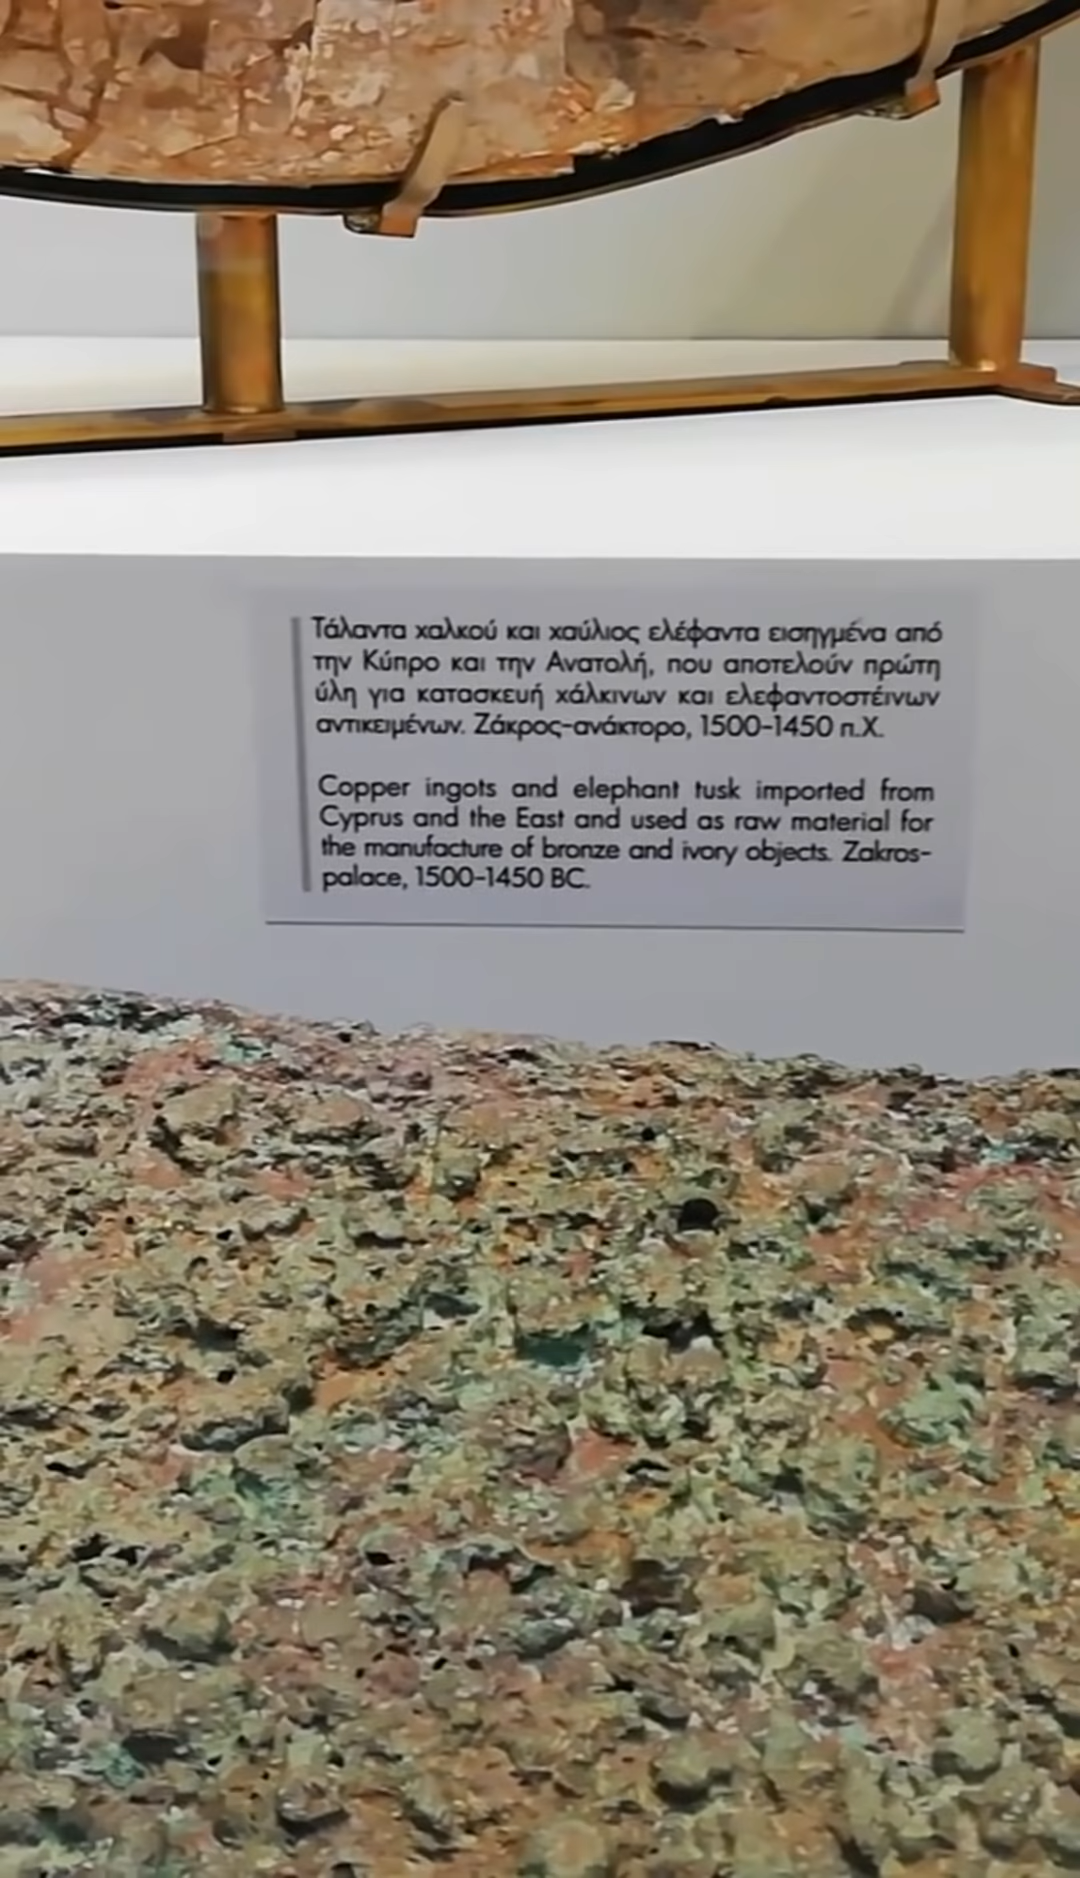 Τάλαντα χαλκού και χαύλιος ελέφαντα εισηγμένα από
την Κύπρο και την Ανατολή, που αποτελούν πρώτη
ύλη για κατασκευή χάλκινων και ελεφαντοστέινων
αντικειμένων. Ζάκρος-ανάκτορο, 1500-1450 π.Χ.
Copper ingots and elephant tusk imported from
Cyprus and the East and used as raw material for
the manufacture of bronze and ivory objects. Zakros-
palace, 1500-1450 BC.